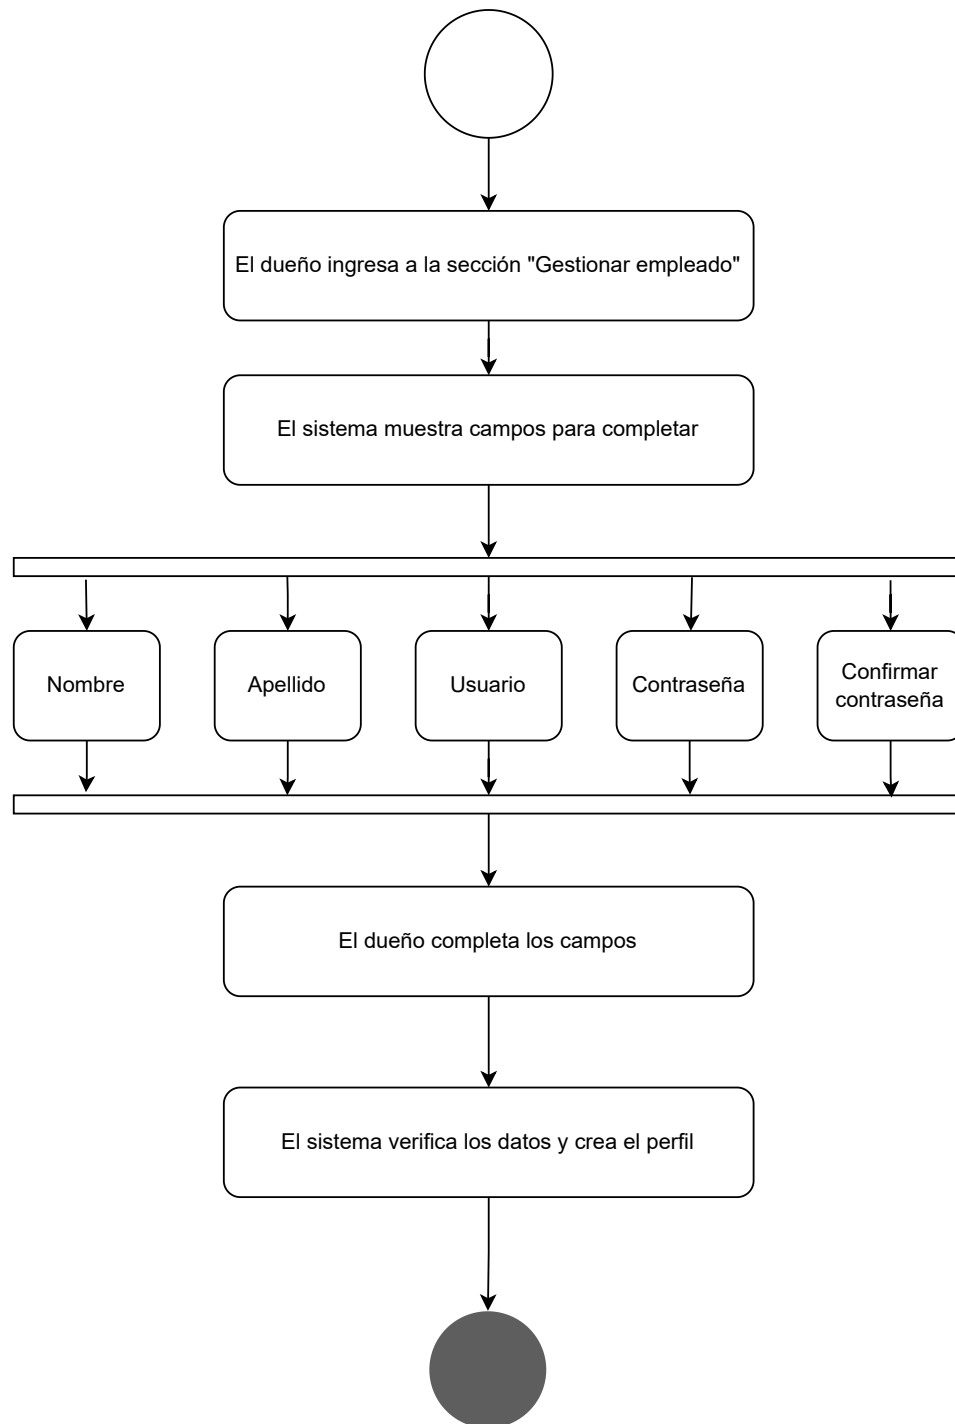 El dueño ingresa a la sección "Gestionar empleado"
El sistema muestra campos para completar
Nombre
Apellido
Usuario
Contraseña
Confirmar
contraseña
El dueño completa los campos
El sistema verifica los datos y crea el perfil